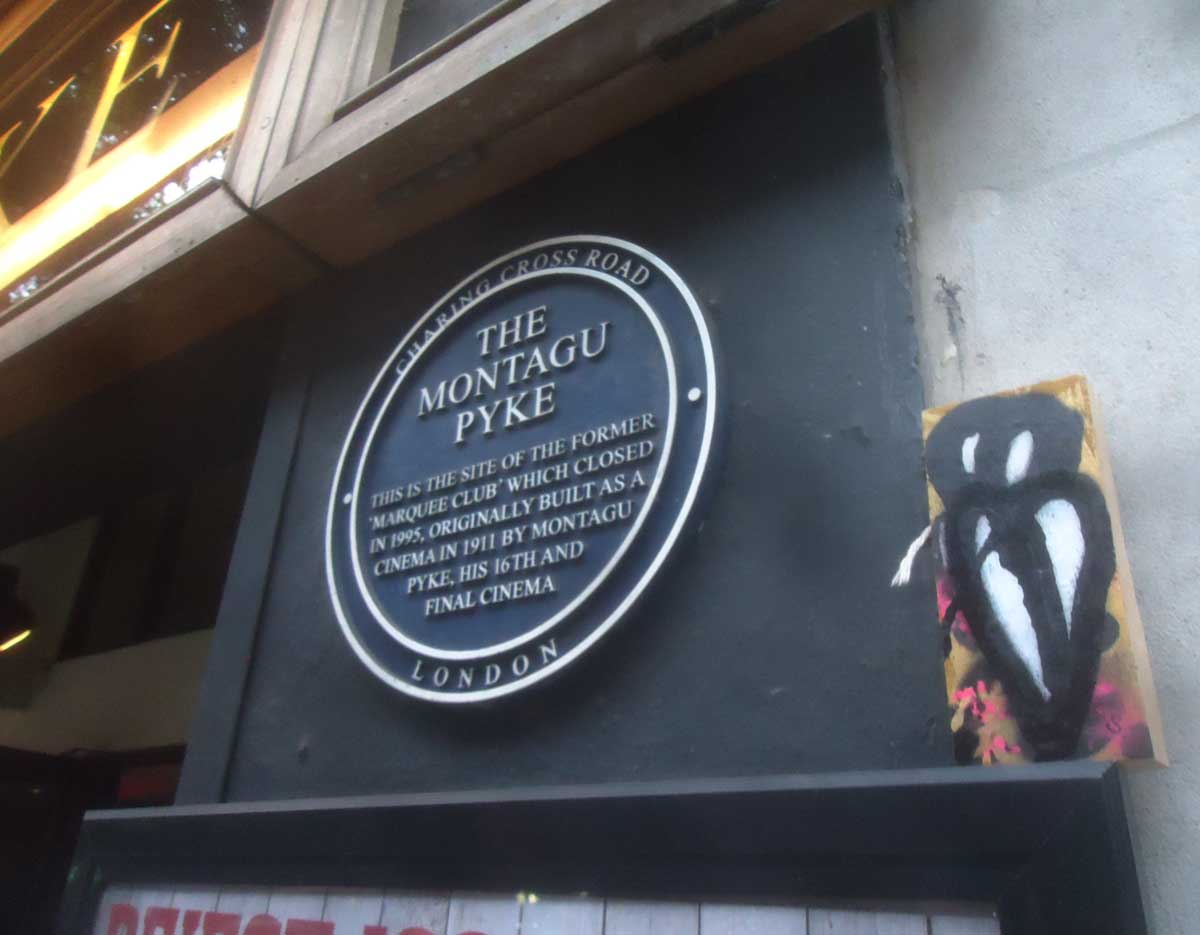 CHARING CROSS ROAD
THE
MONTAGU
PYKE
THIS IS THE SITE OF THE FORMER
'MARQUEE CLUB' WHICH CLOSED
IN 1995, ORIGINALLY BUILT AS A
CINEMA IN 1911 BY MONTAGU
PYKE, HIS 16TH AND
FINAL CINEMA
LONDON